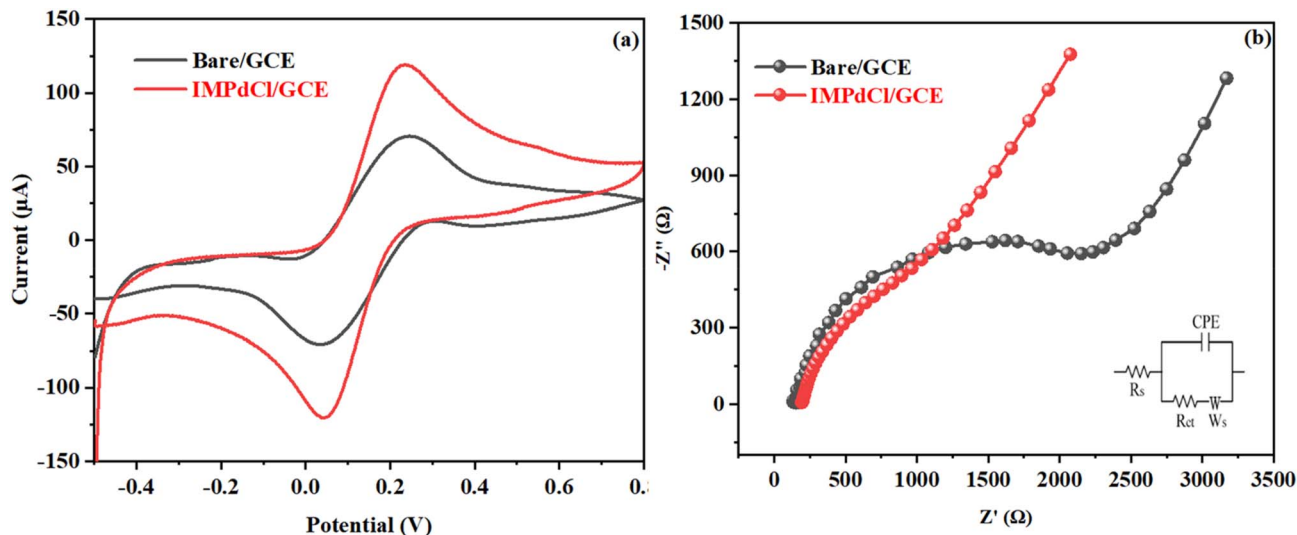 (a)
Bare/GCE
IMPdCl/GCE
150
100
50
0
-50
-100
-150
Current (µA)
-0.4
-0.2
0.0
0.2
0.4
0.6
Potential (V)
(b)
Bare/GCE
IMPdCl/GCE
1500
1200
900
600
300
0
-Z'' (Ω)
CPE
Rs
Rct
Ws
0
500
1000
1500
2000
2500
3000
3500
Z' (Ω)